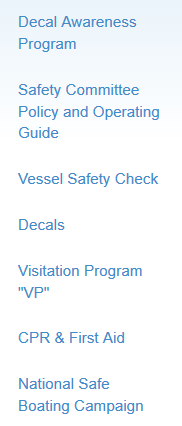 Decal Awareness
Program
Safety Committee
Policy and Operating
Guide
Vessel Safety Check
Decals
Visitation Program
"VP"
CPR & First Aid
National Safe
Boating Campaign